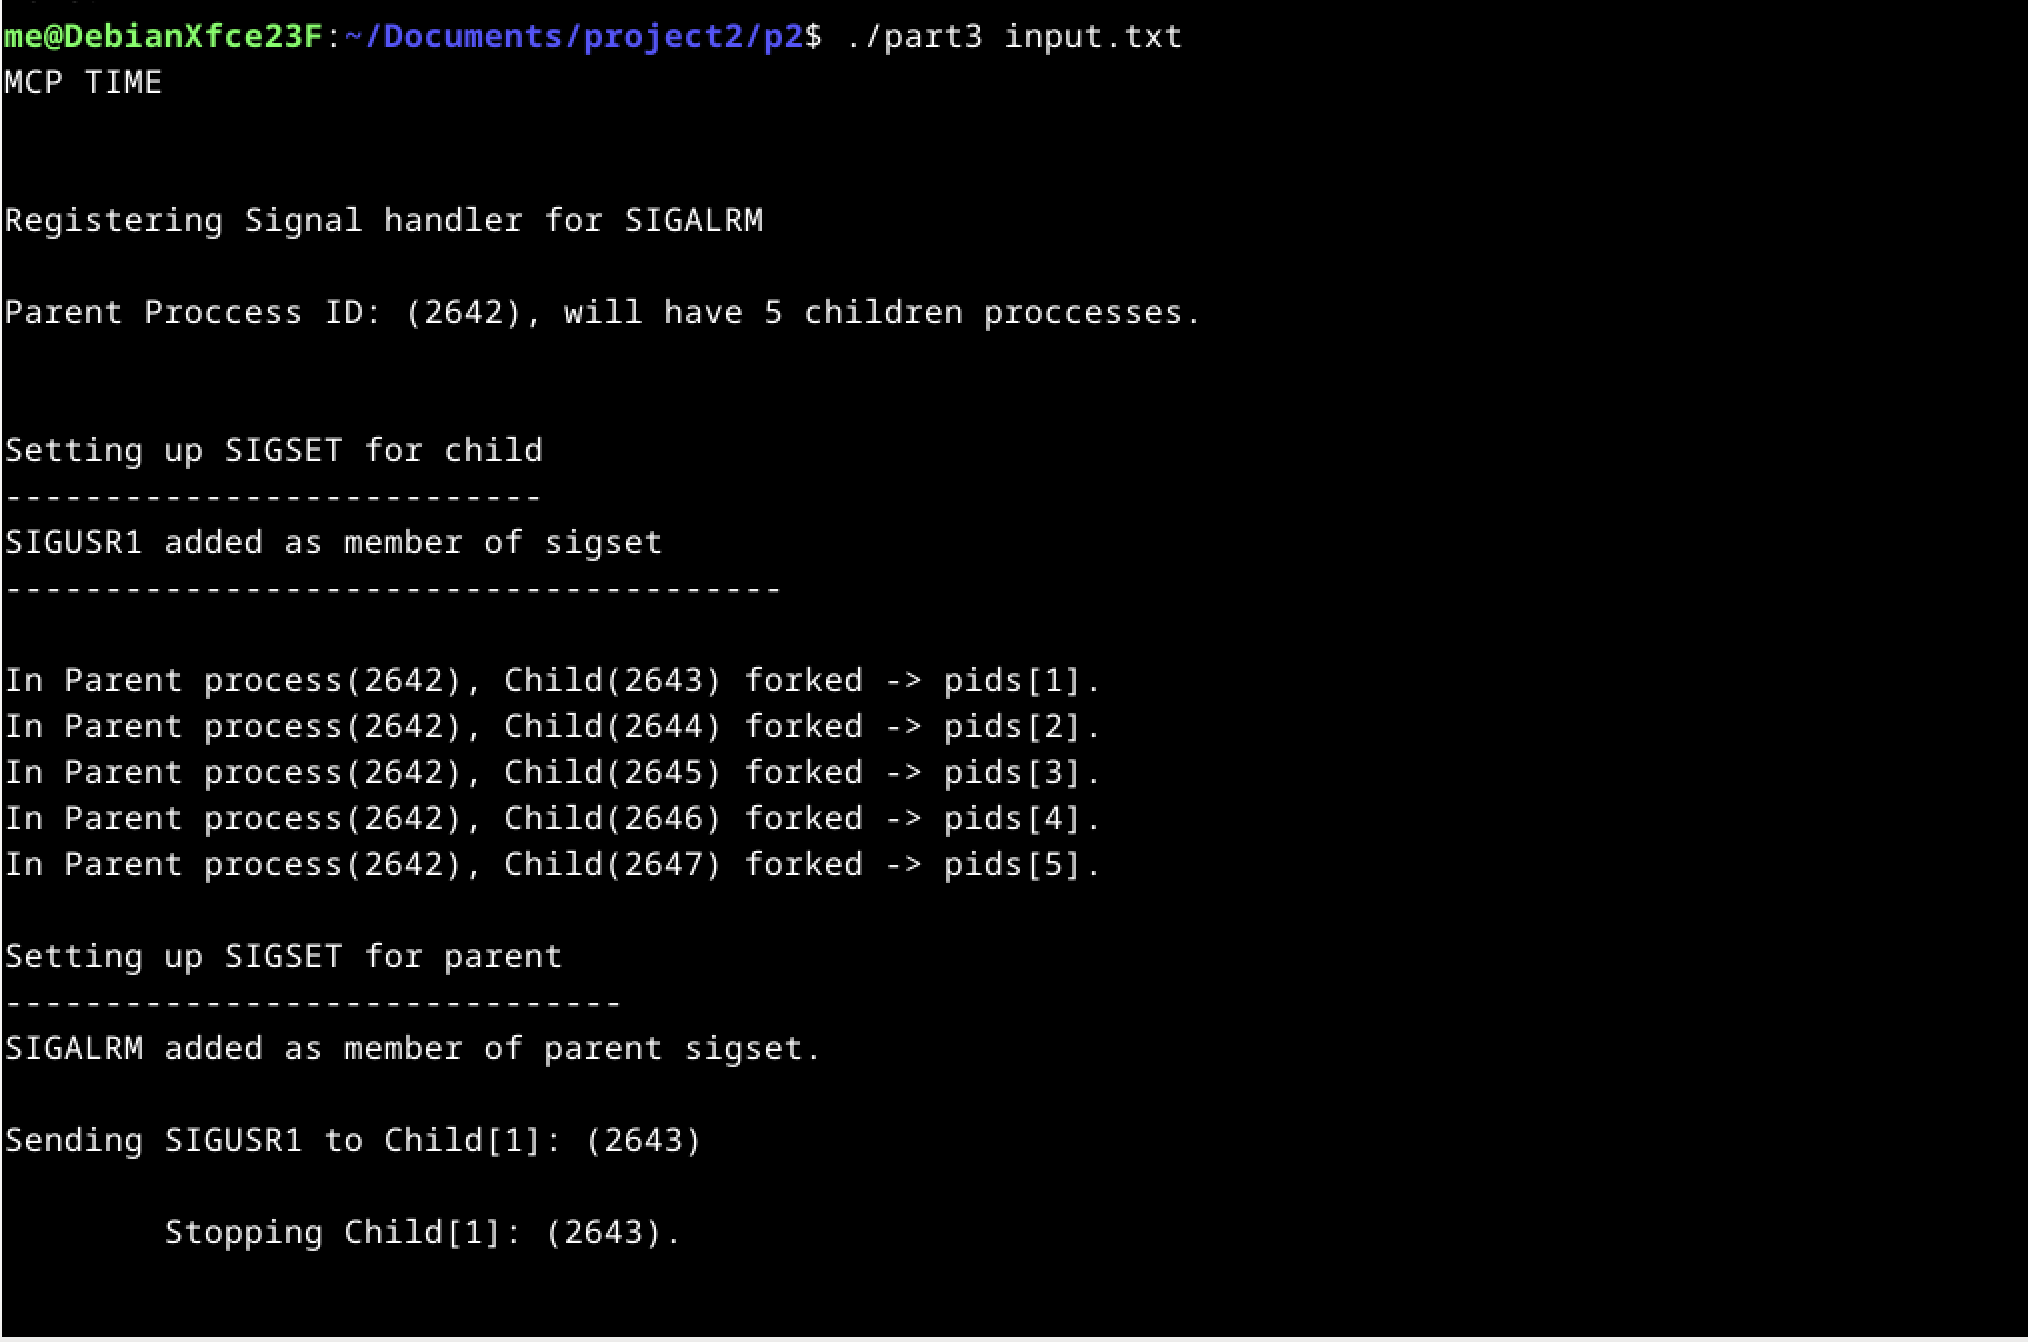 me@DebianXfce23F:~/Documents/project2/p2$ ./part3 input.txt
MCP TIME
Registering Signal handler for SIGALRM
Parent Proccess ID: (2642), will have 5 children proccesses.
Setting up SIGSET for child
---------------------------
SIGUSR1 added as member of sigset
---------------------------------------
In Parent process(2642), Child(2643) forked -> pids[1].
In Parent process(2642), Child(2644) forked -> pids[2].
In Parent process(2642), Child(2645) forked -> pids[3].
In Parent process(2642), Child(2646) forked -> pids[4].
In Parent process(2642), Child(2647) forked -> pids[5].
Setting up SIGSET for parent
-------------------------------
SIGALRM added as member of parent sigset.
Sending SIGUSR1 to Child[1]: (2643)
Stopping Child[1]: (2643).